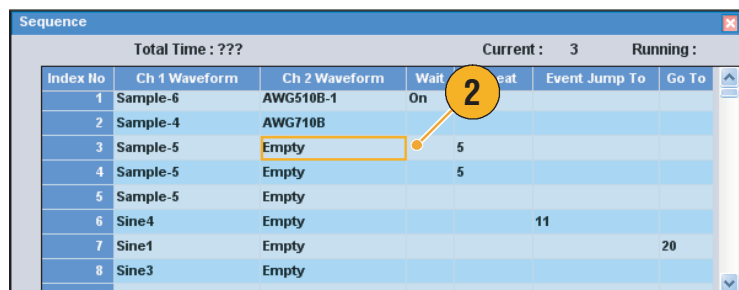 Sequence
Total Time : ??? Current : 3 Running :
Index No Ch 1 Waveform Ch 2 Waveform Wait eat Event Jump To Go To
1 Sample-6 AWG510B-1 On
2
2 Sample-4 AWG710B
3 Sample-5 Empty 5
4 Sample-5 Empty 5
5 Sample-5 Empty
6 Sine4 Empty 11
7 Sine1 Empty 20
8 Sine3 Empty